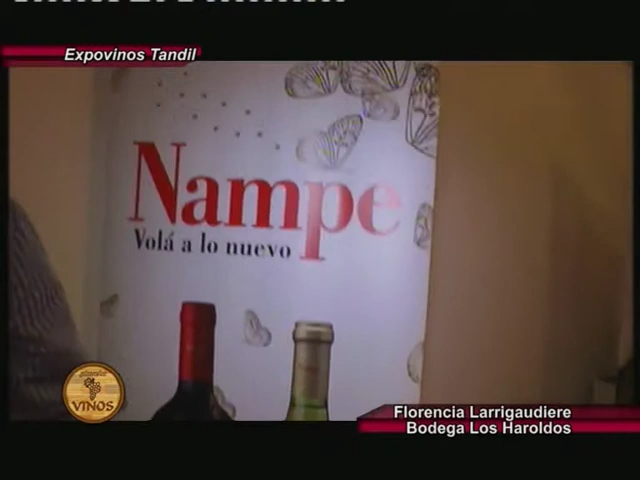 Expovinos Tandil
Nampe
Volá a lo nuevo
VINOS
Florencia Larrigaudiere
Bodega Los Haroldos